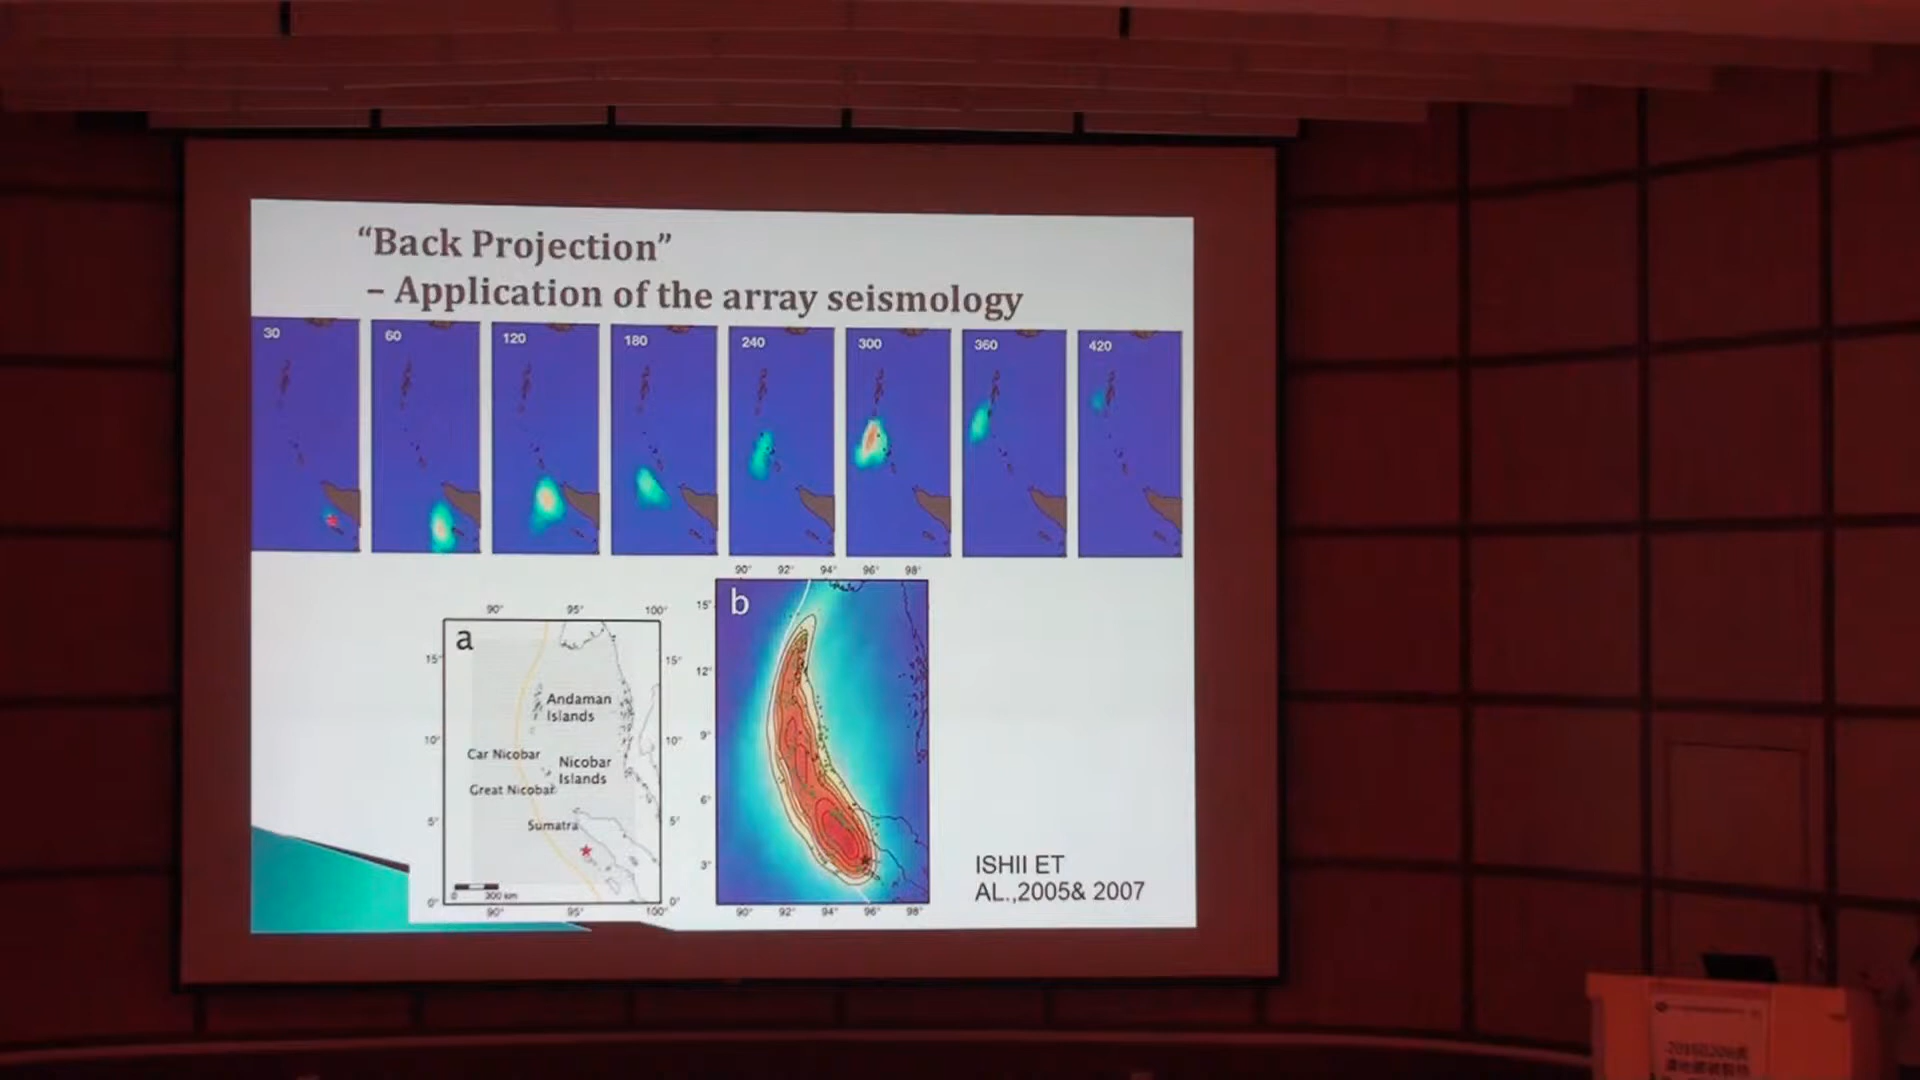 “Back Projection”
– Application of the array seismology
30 60 120 180 240 300 360 420
90° 92° 94° 96° 98°
b
15°
12°
9°
6°
3°
90° 92° 94° 96° 98°
90° 95° 100°
a
15° 15°
Andaman
Islands
10° 10°
Car Nicobar
Nicobar
Islands
Great Nicobar
5° 5°
Sumatra
0 200 km
0° 0°
90° 95° 100°
ISHII ET
AL.,2005& 2007